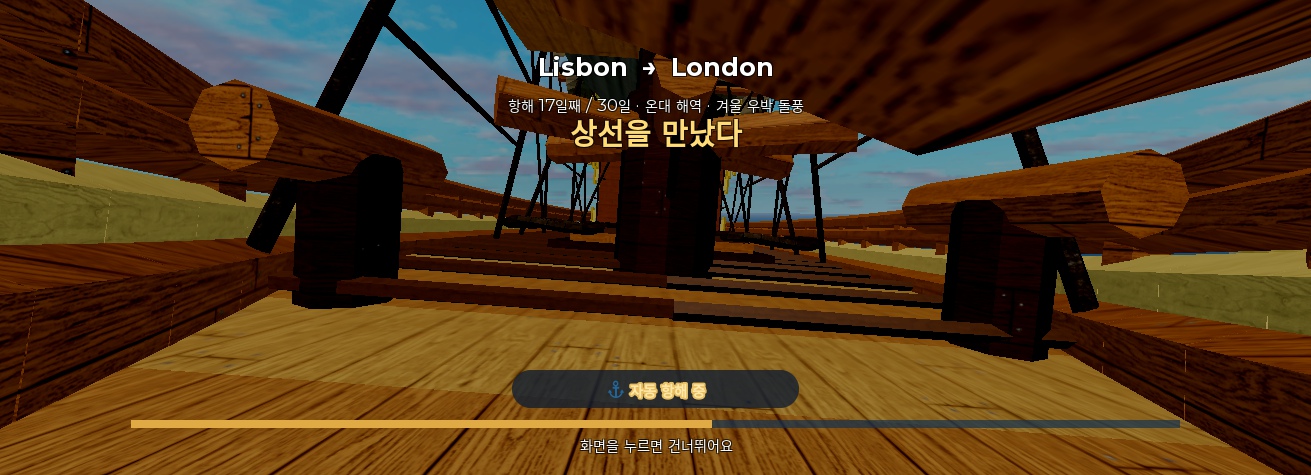 Lisbon → London
항해 17일째 / 30일 · 온대 해역 · 겨울 우박 돌풍
상선을 만났다
⚓ 자동 항해 중
화면을 누르면 건너뛰어요